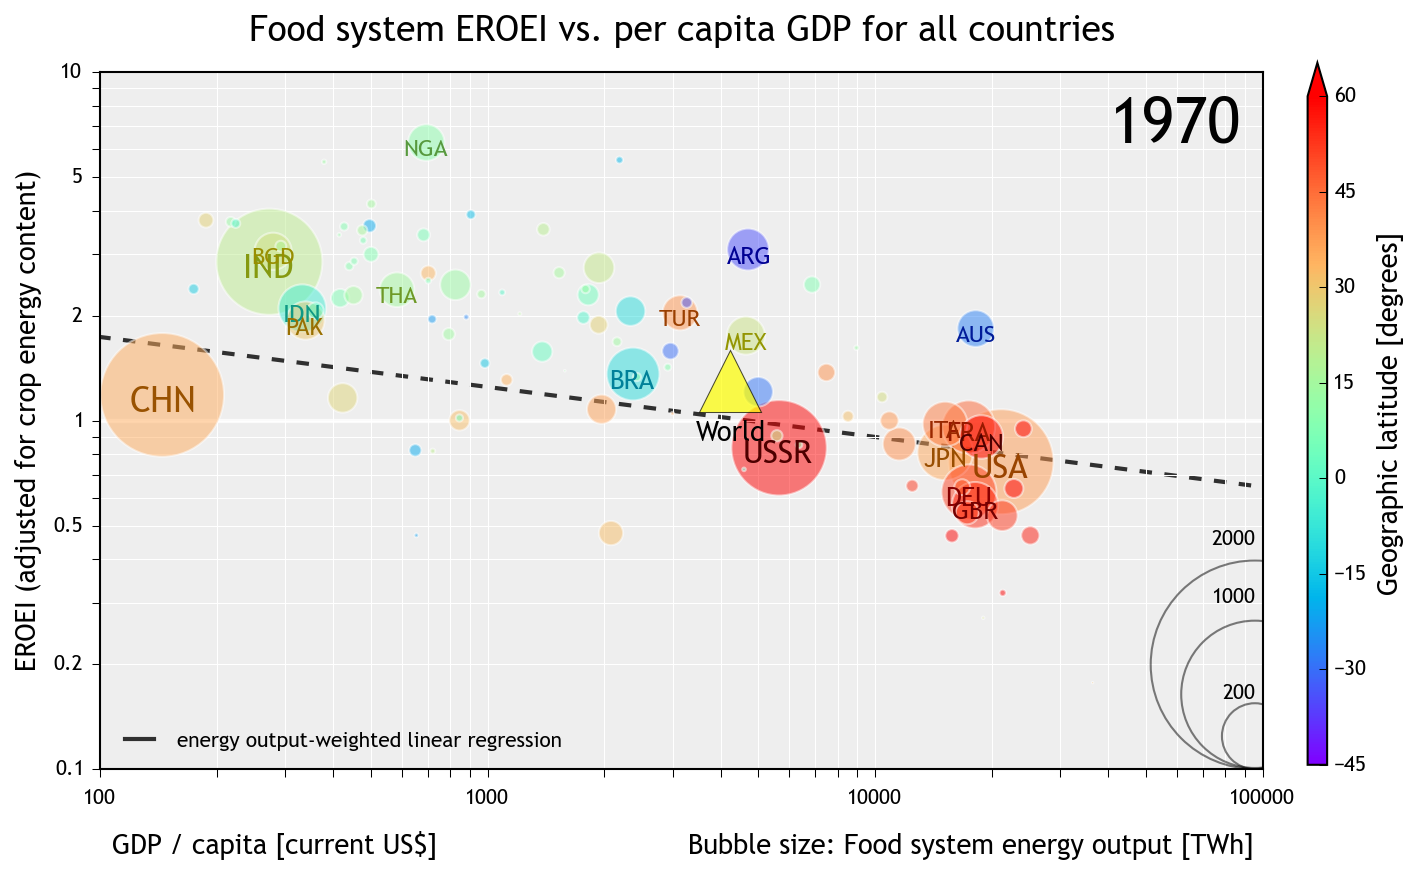 Food system EROEI vs. per capita GDP for all countries
1970
EROEI (adjusted for crop energy content)
10
5
2
1
0.5
0.2
0.1
NGA
BGD
IND
IDN
PAK
THA
CHN
BRA
TUR
ARG
MEX
AUS
World
USSR
ITA
FRA
CAN
JPN
USA
DEU
GBR
2000
1000
200
energy output-weighted linear regression
100
1000
10000
100000
GDP / capita [current US$]
Bubble size: Food system energy output [TWh]
60
45
30
15
0
−15
−30
−45
Geographic latitude [degrees]